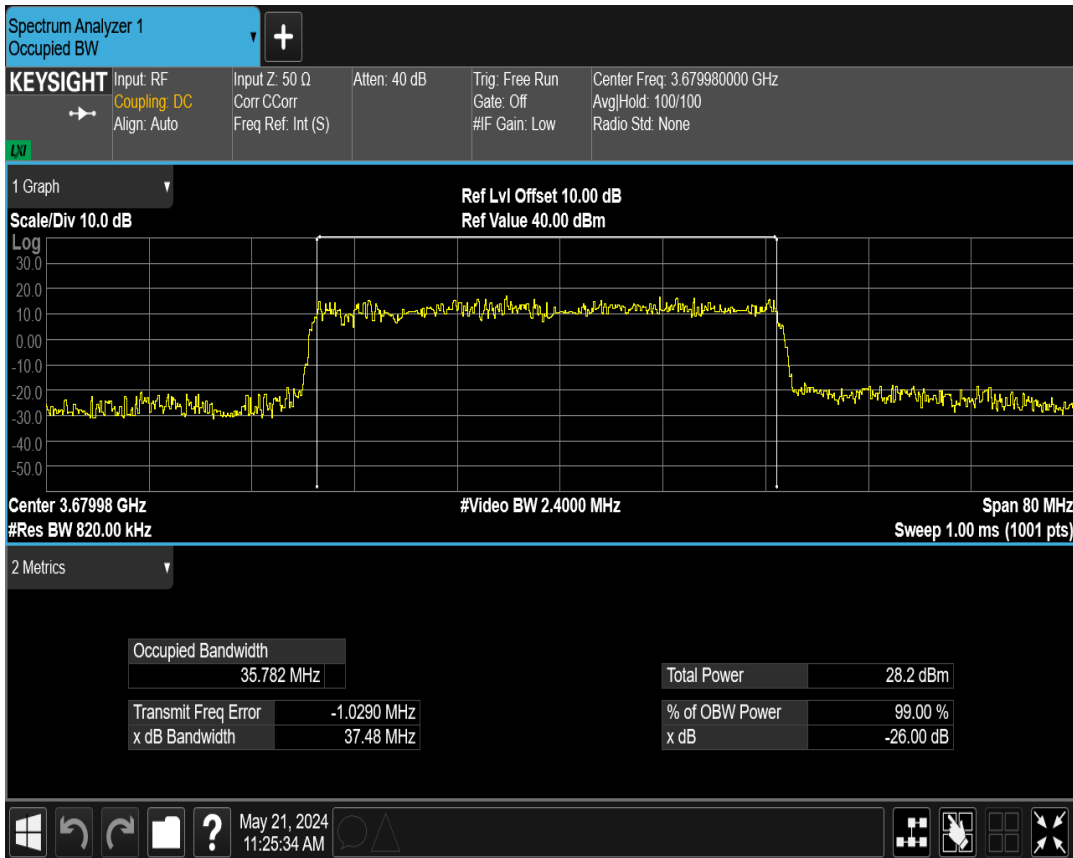 Spectrum Analyzer 1
Occupied BW
+
KEYSIGHT
LXI
Input: RF
Coupling: DC
Align: Auto
Input Z: 50 Ω
Corr CCorr
Freq Ref: Int (S)
Atten: 40 dB
Trig: Free Run
Gate: Off
#IF Gain: Low
Center Freq: 3.679980000 GHz
Avg|Hold: 100/100
Radio Std: None
1 Graph
Scale/Div 10.0 dB
Ref Lvl Offset 10.00 dB
Ref Value 40.00 dBm
Log
30.0
20.0
10.0
0.00
-10.0
-20.0
-30.0
-40.0
-50.0
Center 3.67998 GHz
#Video BW 2.4000 MHz
Span 80 MHz
#Res BW 820.00 kHz
Sweep 1.00 ms (1001 pts)
2 Metrics
Occupied Bandwidth
35.782 MHz
Transmit Freq Error -1.0290 MHz
x dB Bandwidth 37.48 MHz
Total Power 28.2 dBm
% of OBW Power 99.00 %
x dB -26.00 dB
?
May 21, 2024
11:25:34 AM